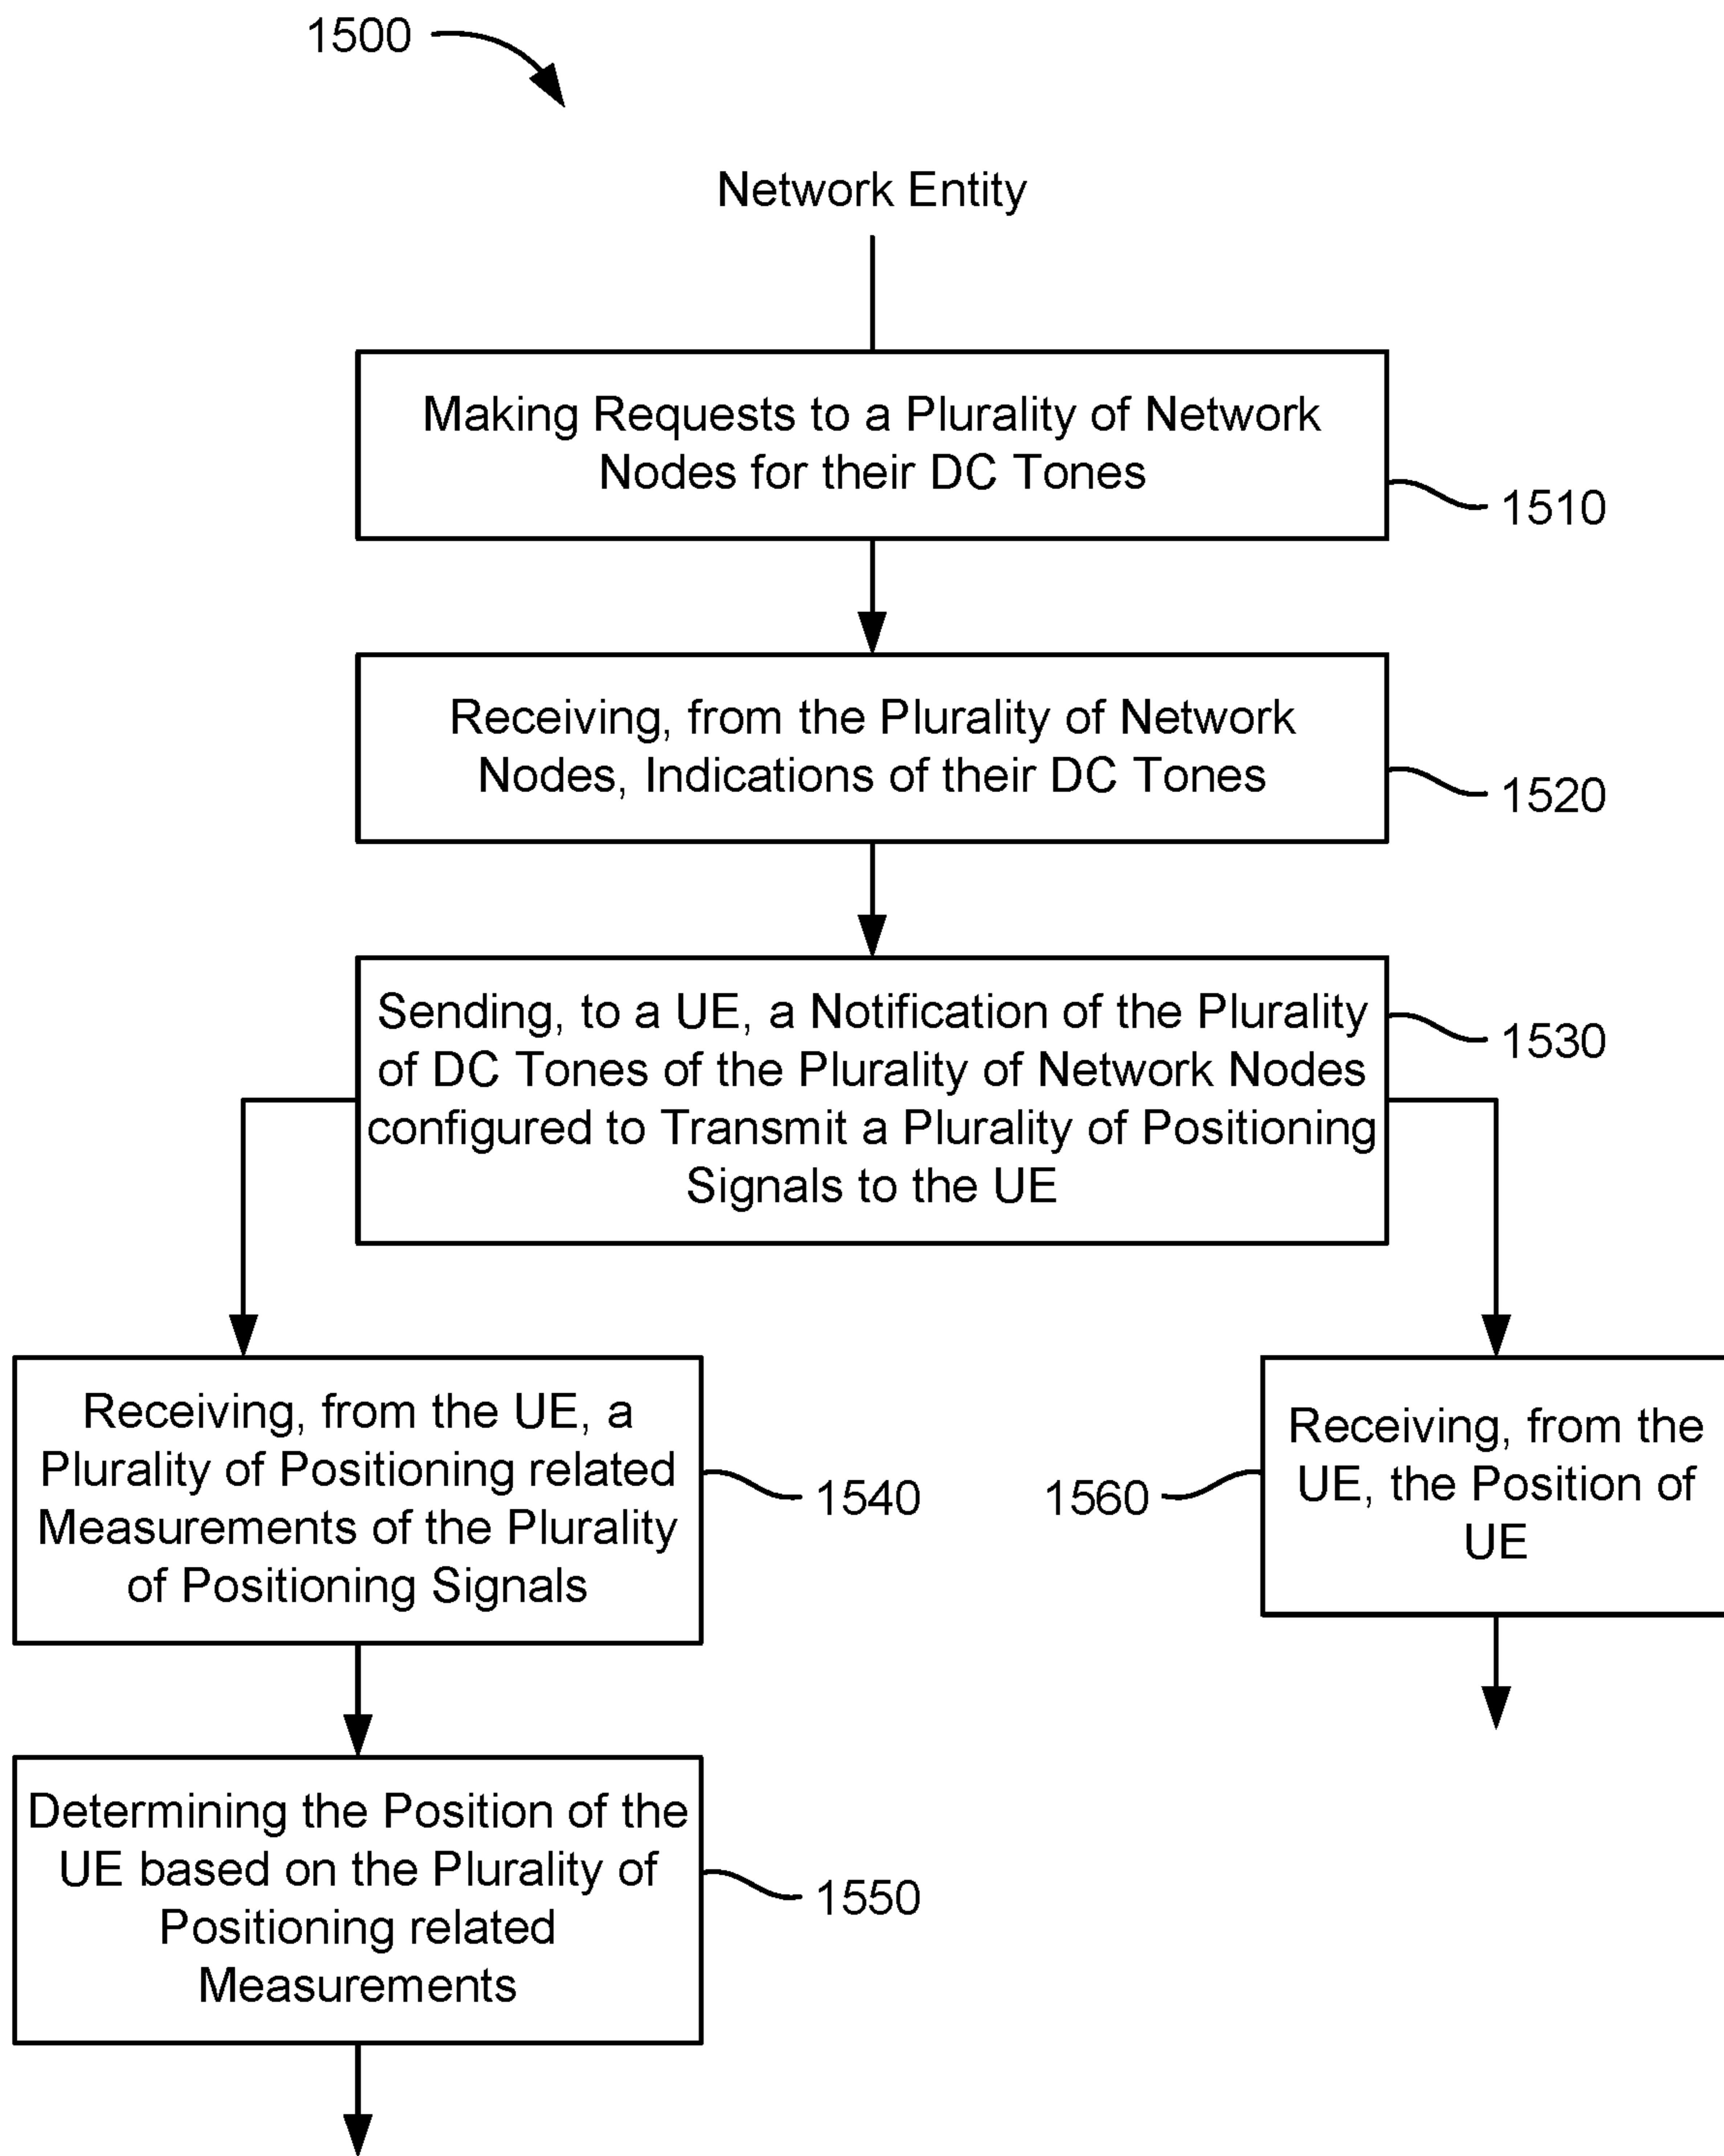 1500
Network Entity
Making Requests to a Plurality of Network
Nodes for their DC Tones
1510
Receiving, from the Plurality of Network
Nodes, Indications of their DC Tones
1520
Sending, to a UE, a Notification of the Plurality
of DC Tones of the Plurality of Network Nodes
configured to Transmit a Plurality of Positioning
Signals to the UE
1530
Receiving, from the UE, a
Plurality of Positioning related
Measurements of the Plurality
of Positioning Signals
1540
1560
Receiving, from the
UE, the Position of
UE
Determining the Position of the
UE based on the Plurality of
Positioning related
Measurements
1550